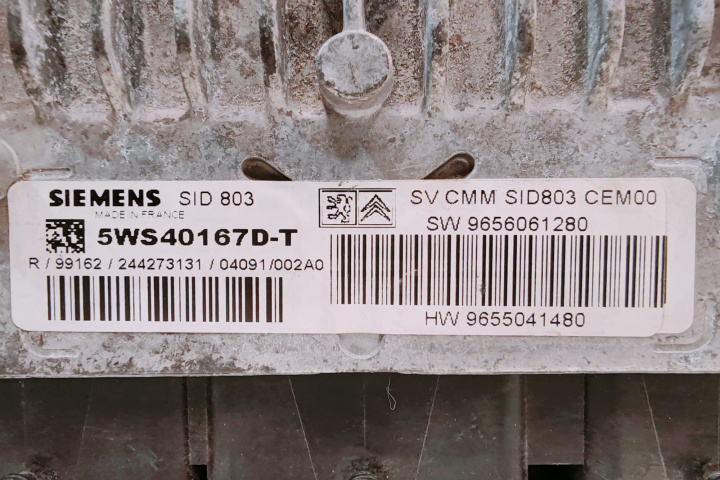 SIEMENS SID 803
MADE IN FRANCE
5WS40167D-T
R / 99162 / 244273131 / 04091/002A0
SV CMM SID803 CEM00
SW 9656061280
HW 9655041480